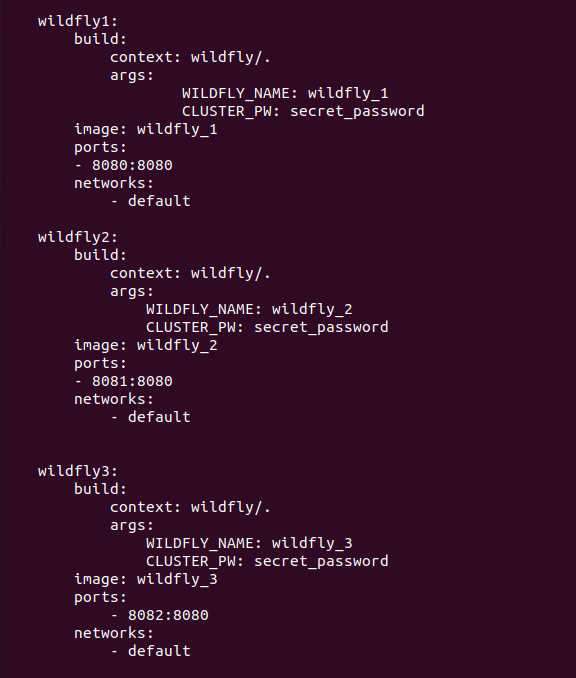 wildfly1:
build:
context: wildfly/.
args:
WILDFLY_NAME: wildfly_1
CLUSTER_PW: secret_password
image: wildfly_1
ports:
- 8080:8080
networks:
- default
wildfly2:
build:
context: wildfly/.
args:
WILDFLY_NAME: wildfly_2
CLUSTER_PW: secret_password
image: wildfly_2
ports:
- 8081:8080
networks:
- default
wildfly3:
build:
context: wildfly/.
args:
WILDFLY_NAME: wildfly_3
CLUSTER_PW: secret_password
image: wildfly_3
ports:
- 8082:8080
networks:
- default